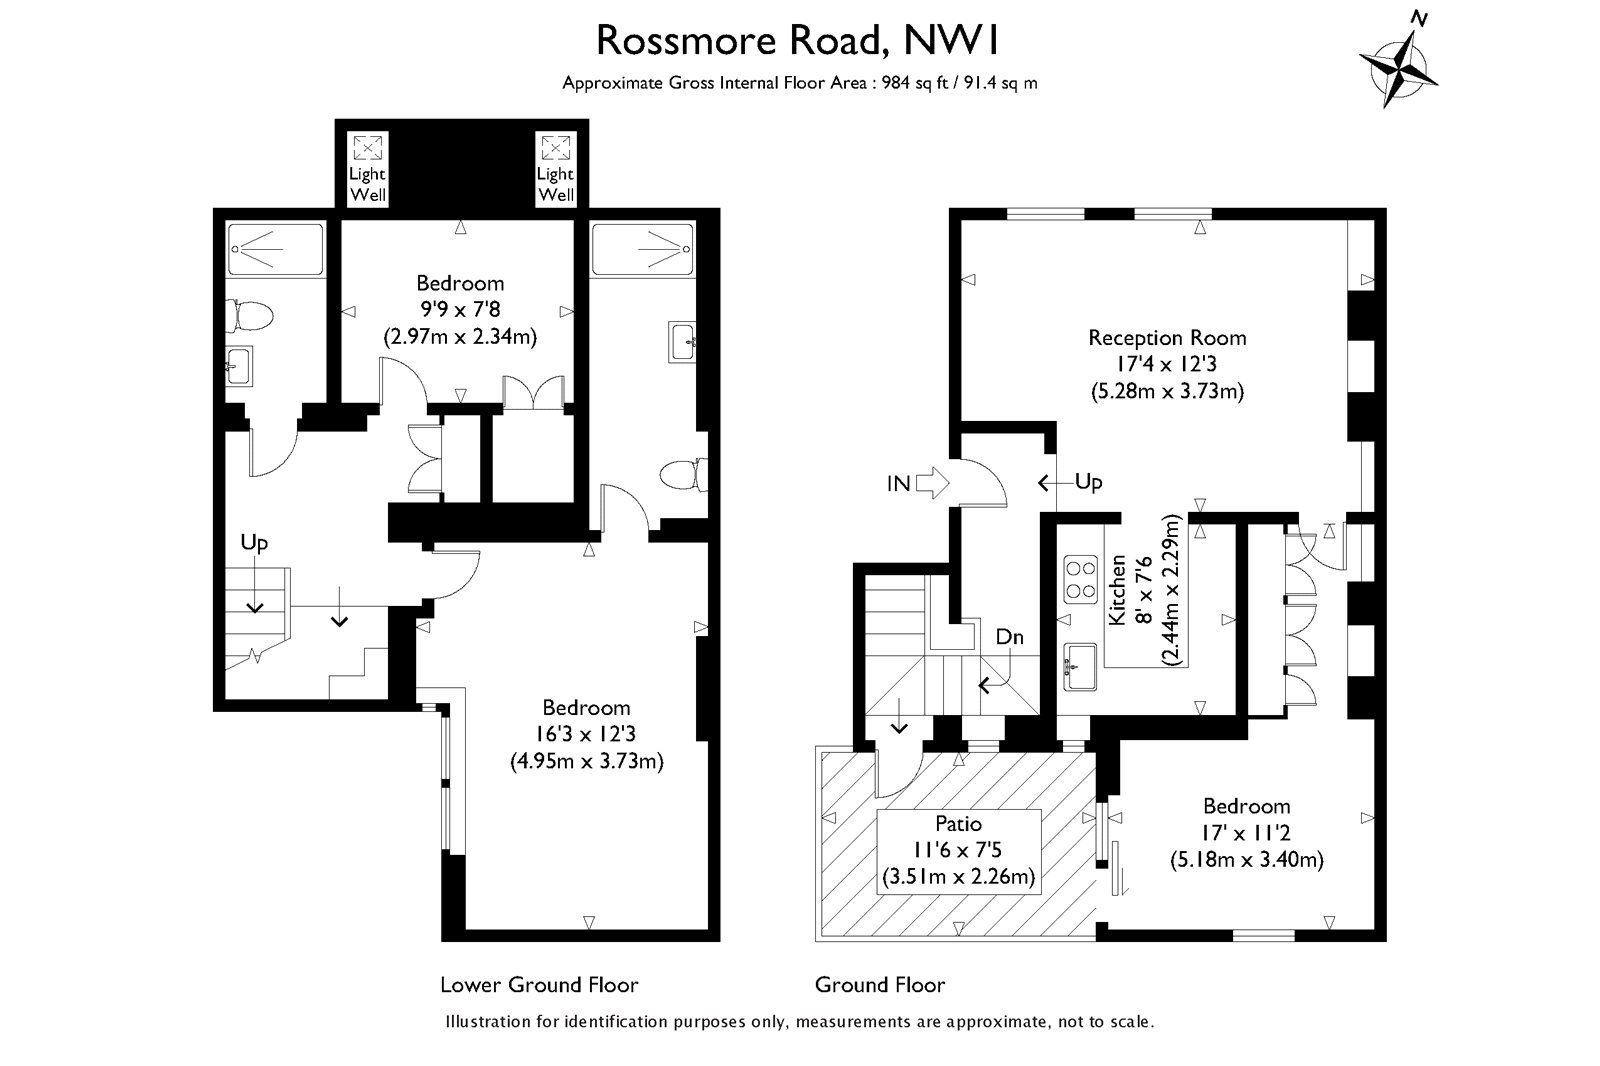 Rossmore Road, NW1
Approximate Gross Internal Floor Area : 984 sq ft / 91.4 sq m
N
Light
Well
Light
Well
Bedroom
9'9 x 7'8
(2.97m x 2.34m)
Up
Bedroom
16'3 x 12'3
(4.95m x 3.73m)
Lower Ground Floor
Reception Room
17'4 x 12'3
(5.28m x 3.73m)
IN
Up
Kitchen
8' x 7'6
(2.44m x 2.29m)
Dn
Patio
11'6 x 7'5
(3.51m x 2.26m)
Bedroom
17' x 11'2
(5.18m x 3.40m)
Ground Floor
Illustration for identification purposes only, measurements are approximate, not to scale.